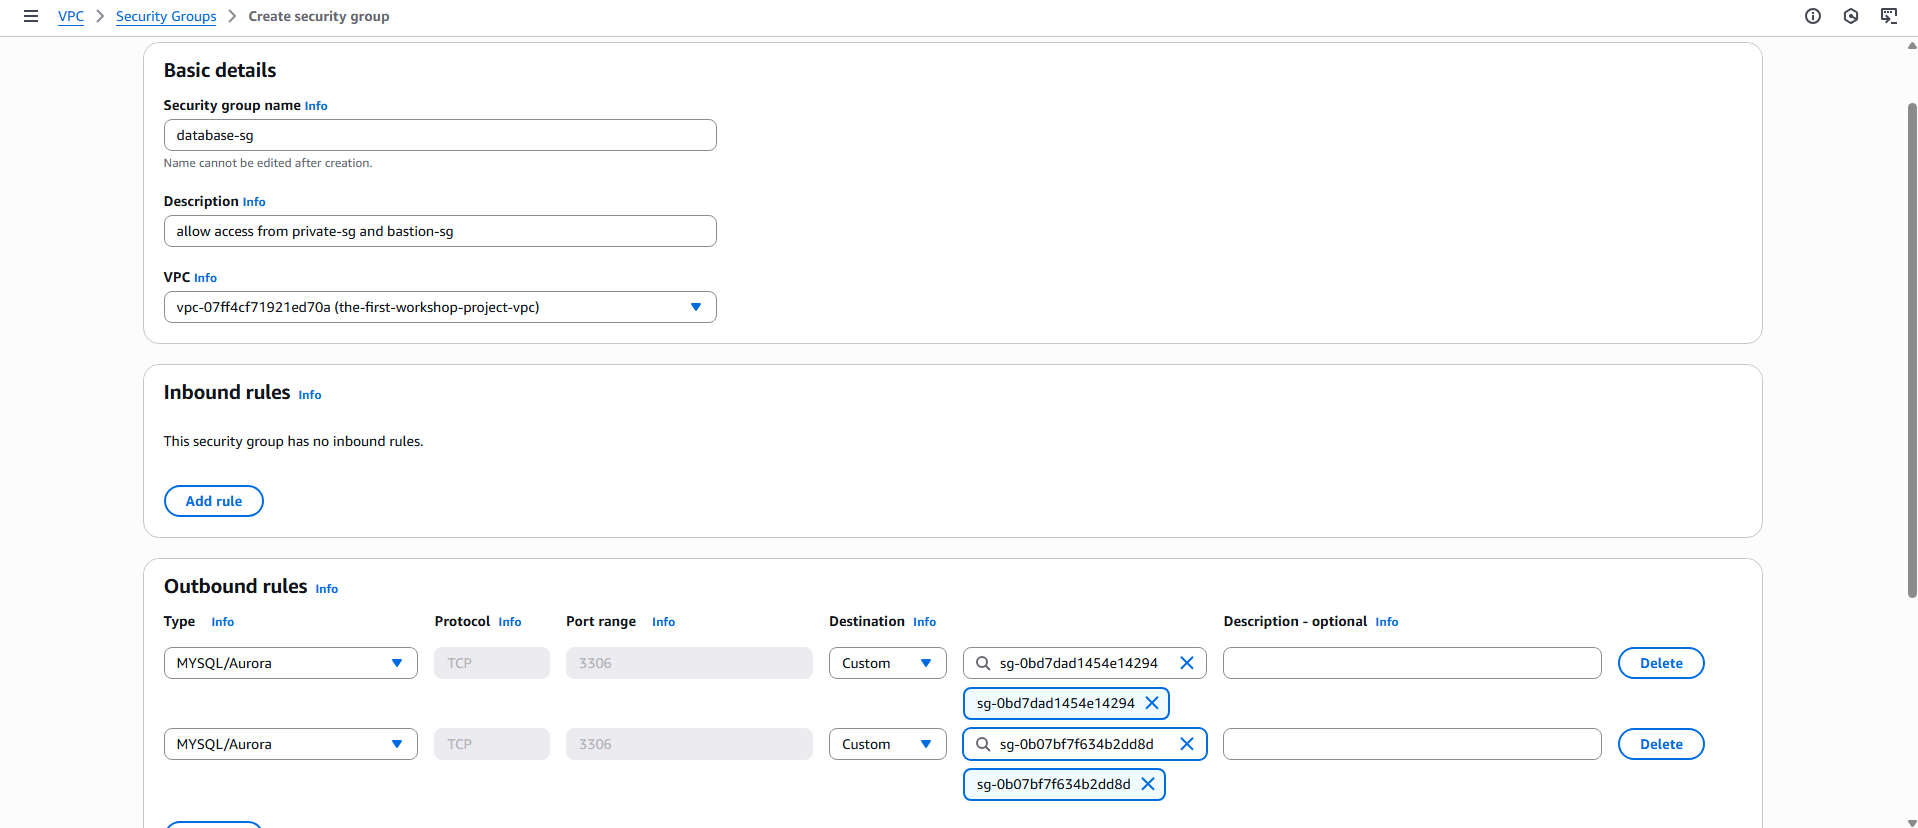 VPC > Security Groups > Create security group
Basic details
Security group name Info
database-sg
Name cannot be edited after creation.
Description Info
allow access from private-sg and bastion-sg
VPC Info
vpc-07ff4cf71921ed70a (the-first-workshop-project-vpc)
Inbound rules Info
This security group has no inbound rules.
Add rule
Outbound rules Info
Type Info Protocol Info Port range Info Destination Info Description - optional Info
MYSQL/Aurora TCP 3306 Custom sg-0bd7dad1454e14294 Delete
sg-0bd7dad1454e14294
MYSQL/Aurora TCP 3306 Custom sg-0b07bf7f634b2dd8d Delete
sg-0b07bf7f634b2dd8d